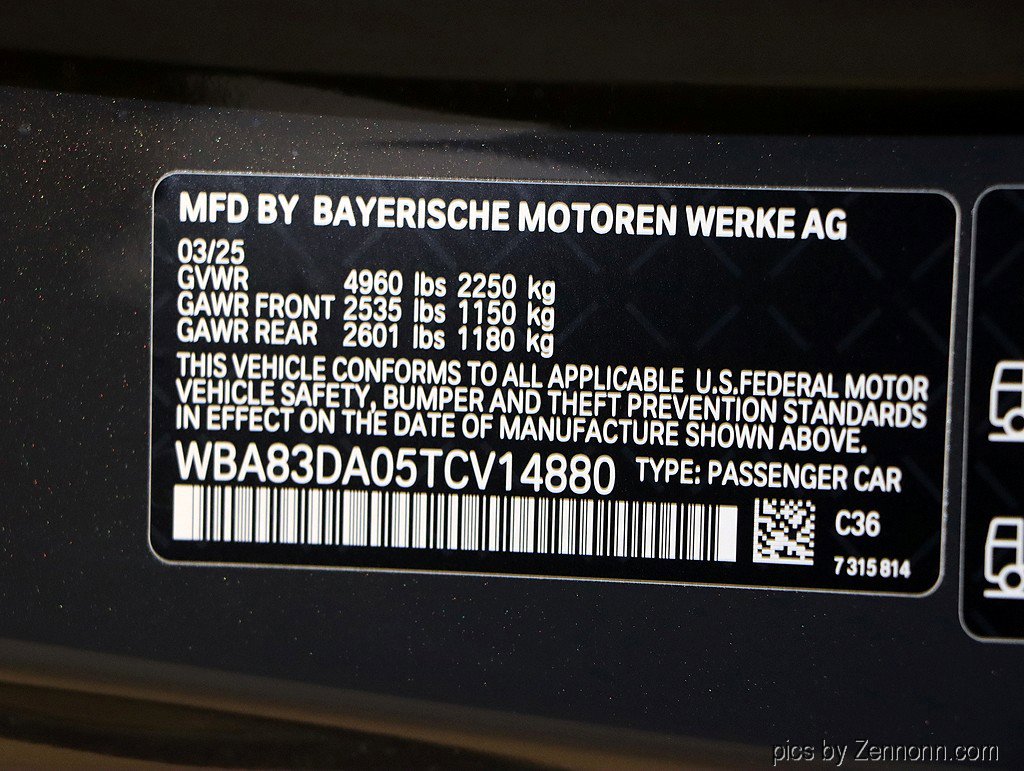 MFD BY BAYERISCHE MOTOREN WERKE AG
03/25
GVWR 4960 lbs 2250 kg
GAWR FRONT 2535 lbs 1150 kg
GAWR REAR 2601 lbs 1180 kg
THIS VEHICLE CONFORMS TO ALL APPLICABLE U.S.FEDERAL MOTOR
VEHICLE SAFETY, BUMPER AND THEFT PREVENTION STANDARDS
IN EFFECT ON THE DATE OF MANUFACTURE SHOWN ABOVE.
WBA83DA05TCV14880 TYPE: PASSENGER CAR
C36
7 315 814
pics by Zennonn.com